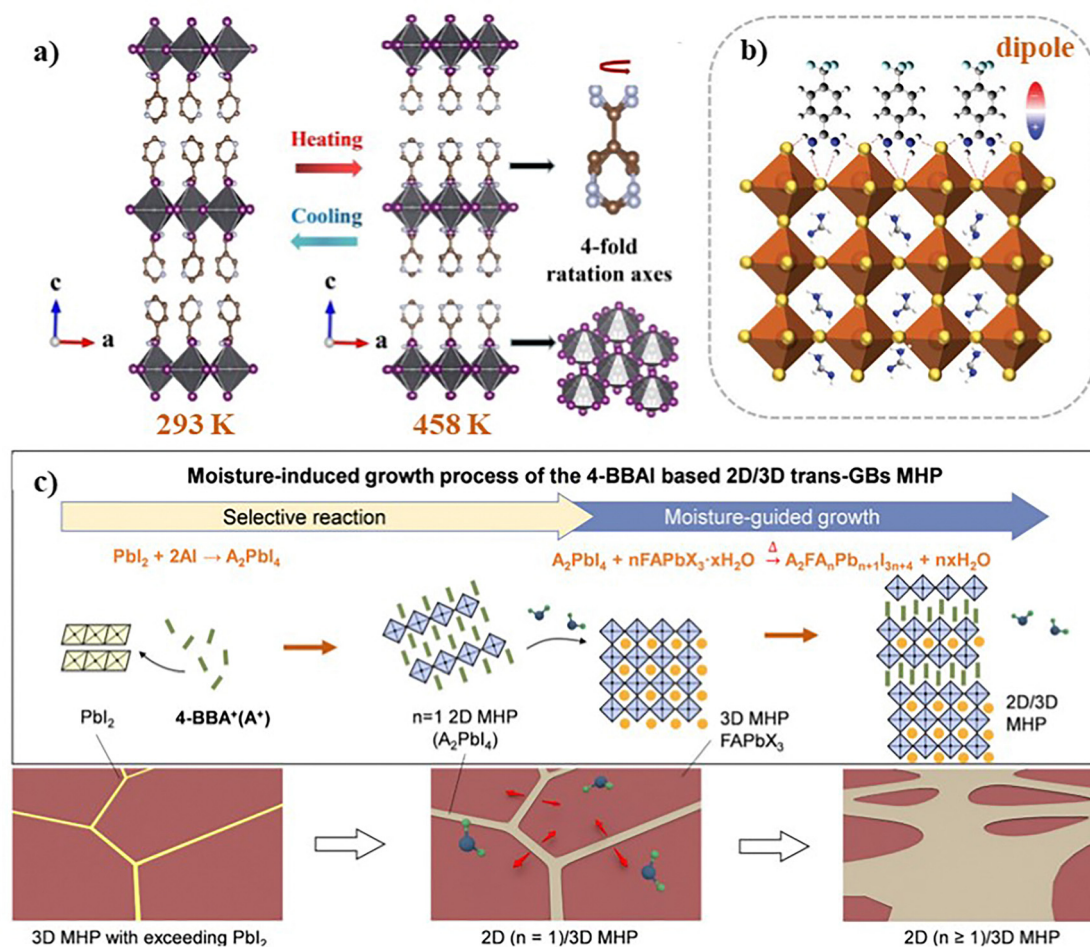 a)
Heating
Cooling
c
a
c
a
293 K
458 K
4-fold
ratation axes
b)
dipole
−
+
c)
Moisture-induced growth process of the 4-BBAI based 2D/3D trans-GBs MHP
Selective reaction
Moisture-guided growth
PbI₂ + 2AI → A₂PbI₄
A₂PbI₄ + nFAPbX₃·xH₂O →Δ A₂FAₙPbₙ₊₁I₃ₙ₊₄ + nxH₂O
PbI₂
4-BBA⁺(A⁺)
n=1 2D MHP
(A₂PbI₄)
3D MHP
FAPbX₃
2D/3D
MHP
3D MHP with exceeding PbI₂
2D (n = 1)/3D MHP
2D (n ≥ 1)/3D MHP